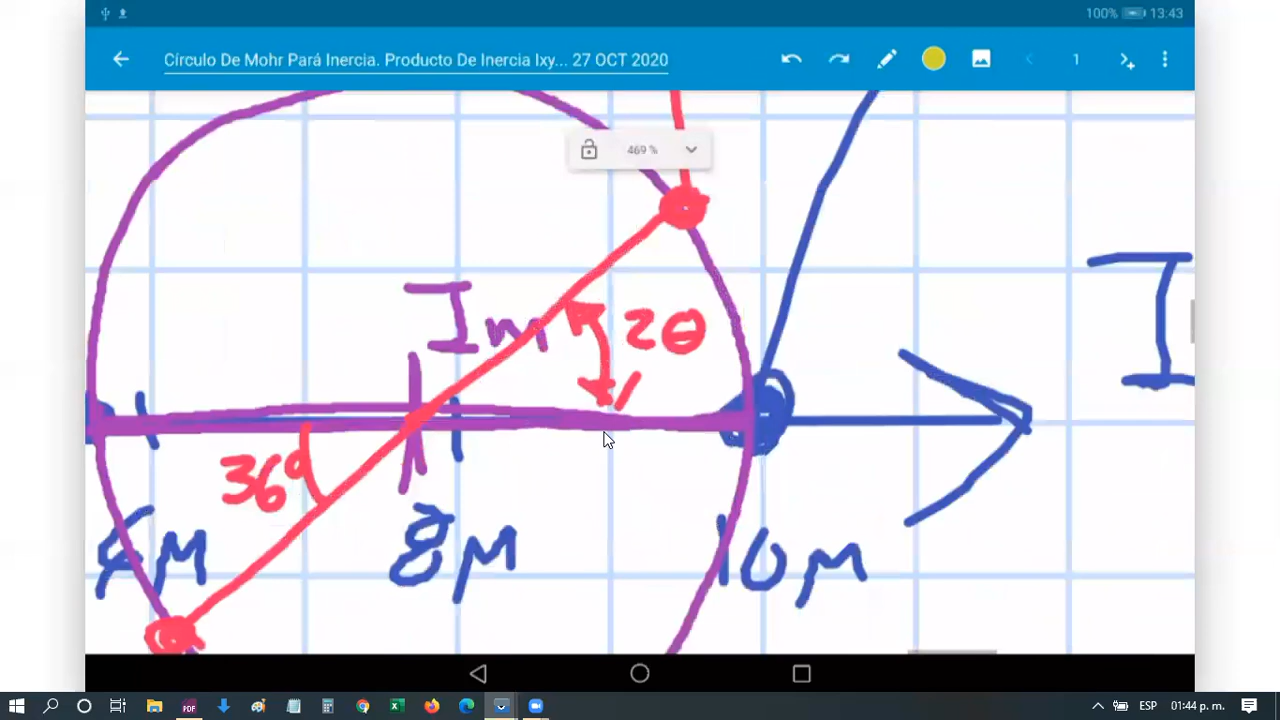 100% 13:43
Círculo De Mohr Pará Inercia. Producto De Inercia Ixy... 27 OCT 2020
1
469 %
Im
2θ
I
36°
6M
8M
10M
ESP 01:44 p. m.